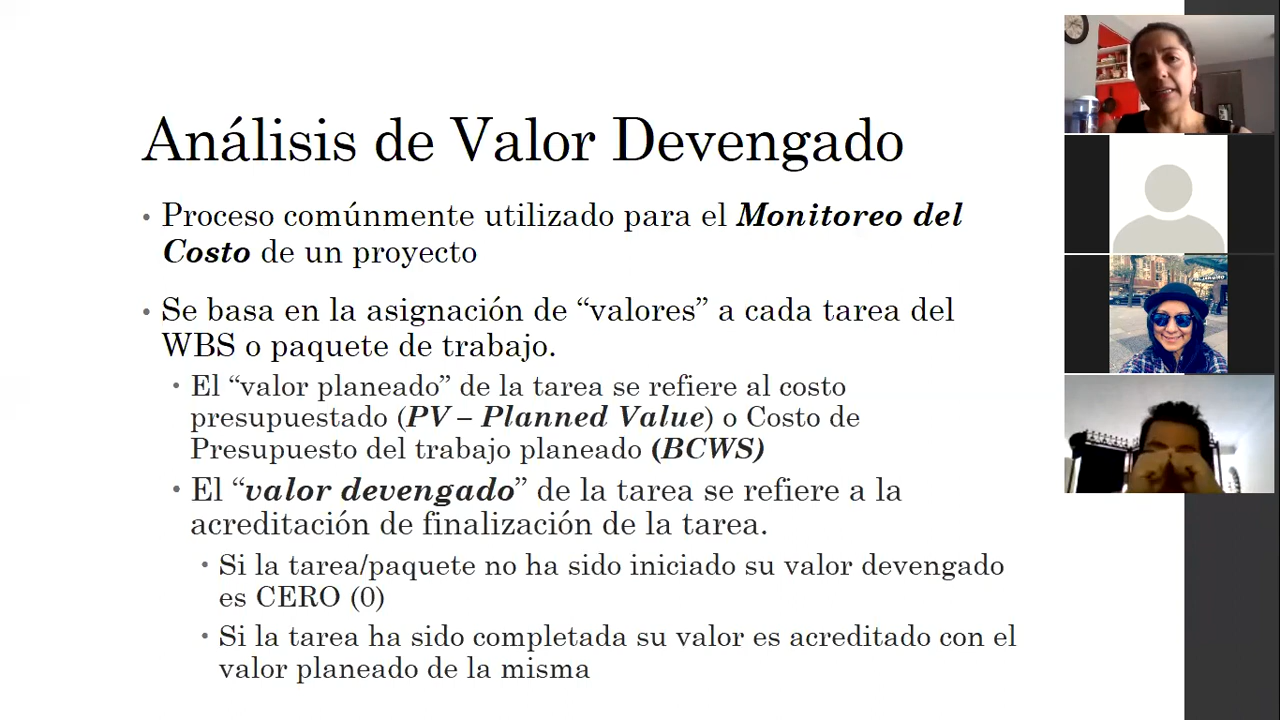 Análisis de Valor Devengado
• Proceso comúnmente utilizado para el Monitoreo del
Costo de un proyecto
• Se basa en la asignación de “valores” a cada tarea del
WBS o paquete de trabajo.
• El “valor planeado” de la tarea se refiere al costo
presupuestado (PV – Planned Value) o Costo de
Presupuesto del trabajo planeado (BCWS)
• El “valor devengado” de la tarea se refiere a la
acreditación de finalización de la tarea.
• Si la tarea/paquete no ha sido iniciado su valor devengado
es CERO (0)
• Si la tarea ha sido completada su valor es acreditado con el
valor planeado de la misma